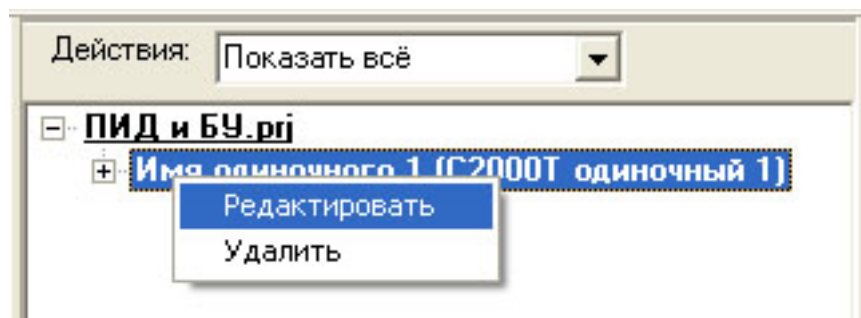 Действия: Показать всё
ПИД и БУ.prj
Имя одиночного 1 (С2000Т одиночный 1)
Редактировать
Удалить